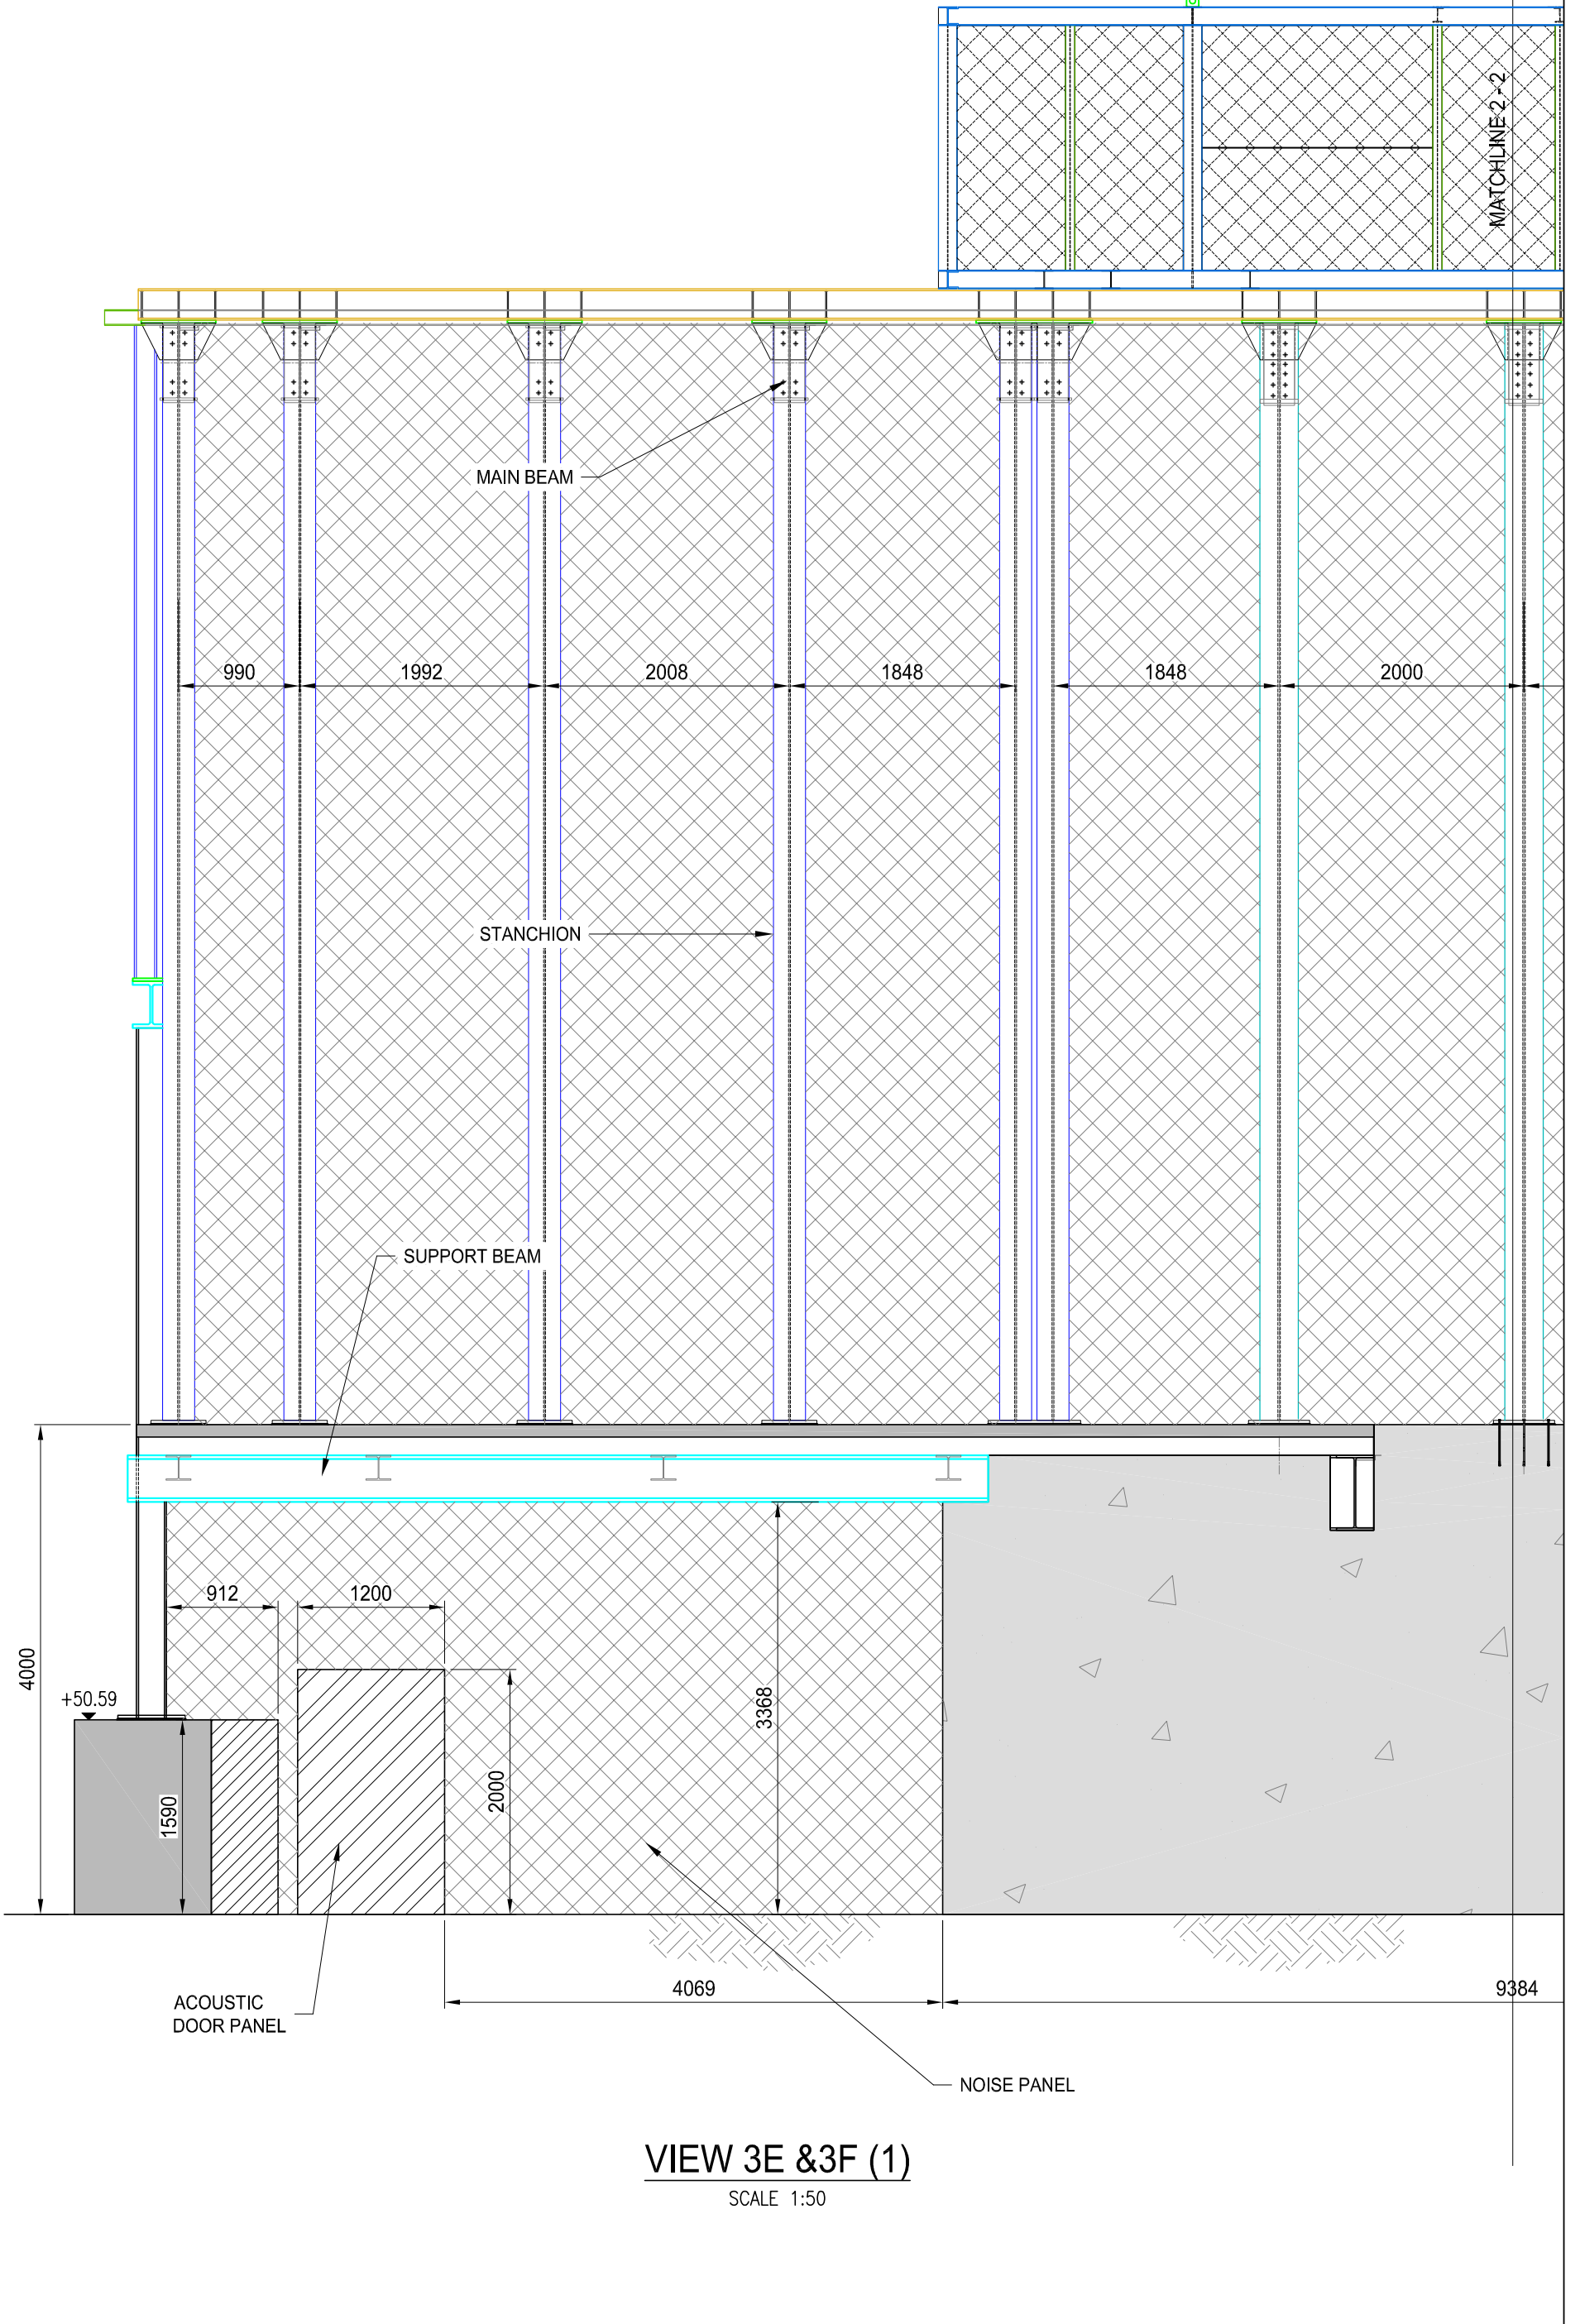 MATCHLINE 2 - 2
MAIN BEAM
990
1992
2008
1848
1848
2000
STANCHION
SUPPORT BEAM
912
1200
4000
+50.59
3368
2000
1590
4069
9384
ACOUSTIC
DOOR PANEL
NOISE PANEL
VIEW 3E &3F (1)
SCALE 1:50